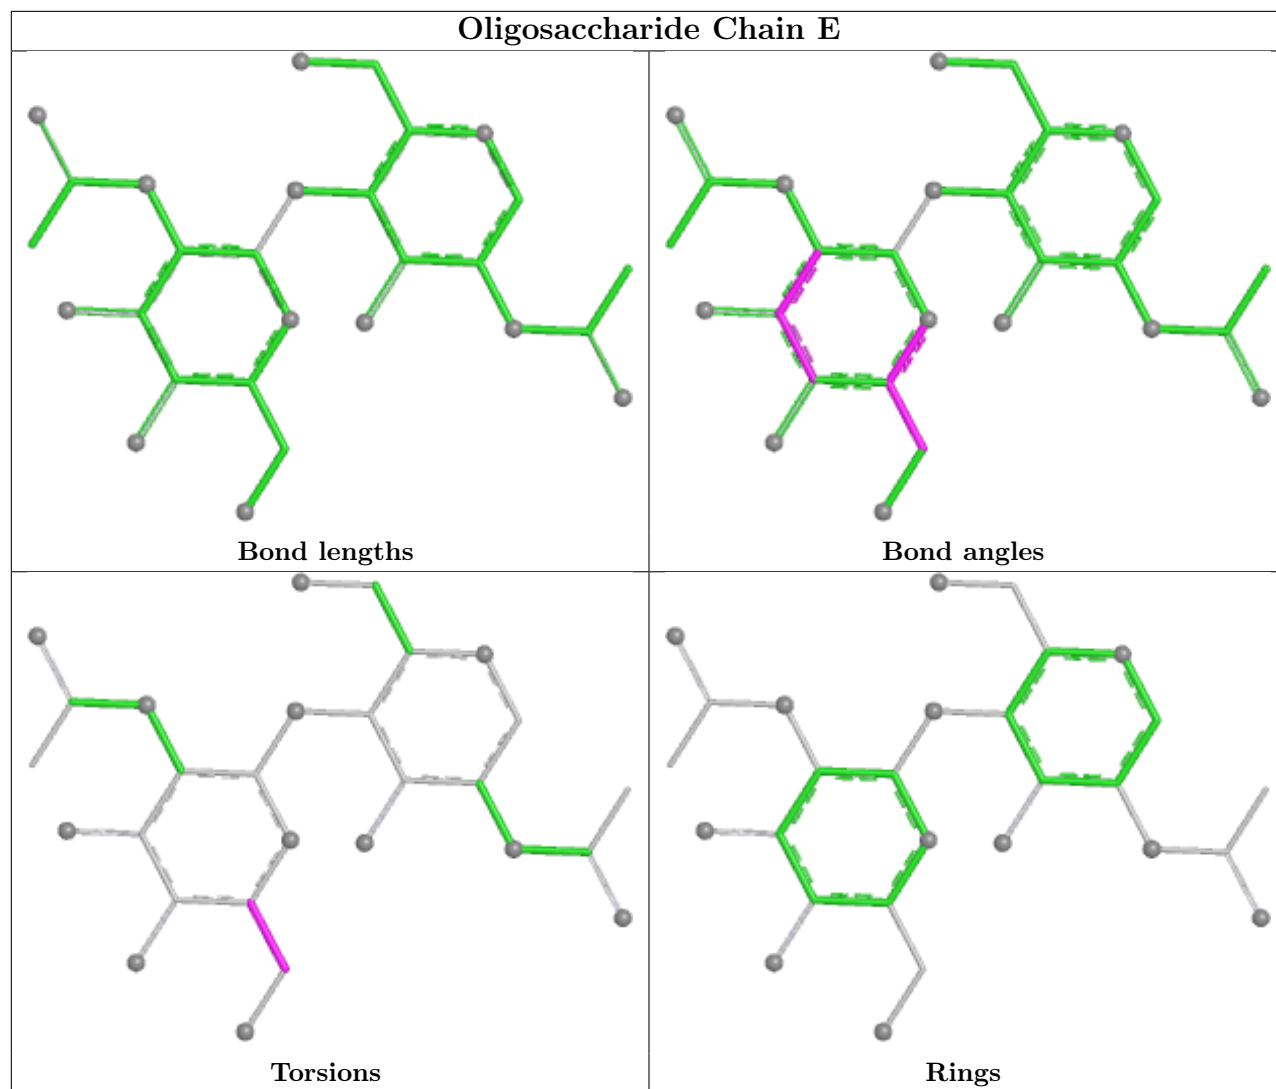 Oligosaccharide Chain E
Bond lengths
Bond angles
Torsions
Rings